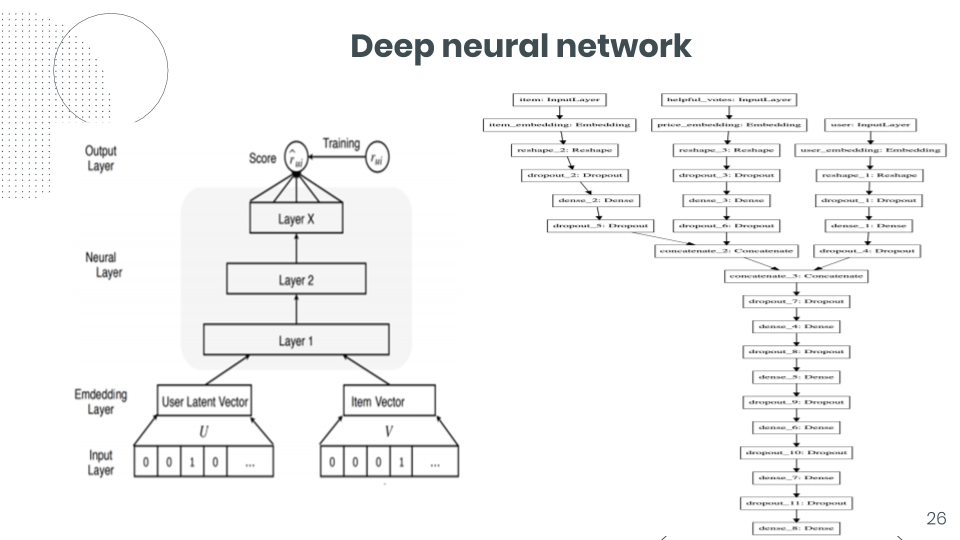 Deep neural network
Output
Layer
Score
r̂ui
Training
rui
Layer X
Neural
Layer
Layer 2
Layer 1
Emdedding
Layer
User Latent Vector
Item Vector
U
V
Input
Layer
0 0 1 0 ...
0 0 0 1 ...
item: InputLayer
item_embedding: Embedding
reshape_2: Reshape
dropout_2: Dropout
dense_2: Dense
dropout_5: Dropout
helpful_votes: InputLayer
price_embedding: Embedding
reshape_3: Reshape
dropout_3: Dropout
dense_3: Dense
dropout_6: Dropout
user: InputLayer
user_embedding: Embedding
reshape_1: Reshape
dropout_1: Dropout
dense_1: Dense
dropout_4: Dropout
concatenate_2: Concatenate
concatenate_3: Concatenate
dropout_7: Dropout
dense_4: Dense
dropout_8: Dropout
dense_5: Dense
dropout_9: Dropout
dense_6: Dense
dropout_10: Dropout
dense_7: Dense
dropout_11: Dropout
dense_8: Dense
26